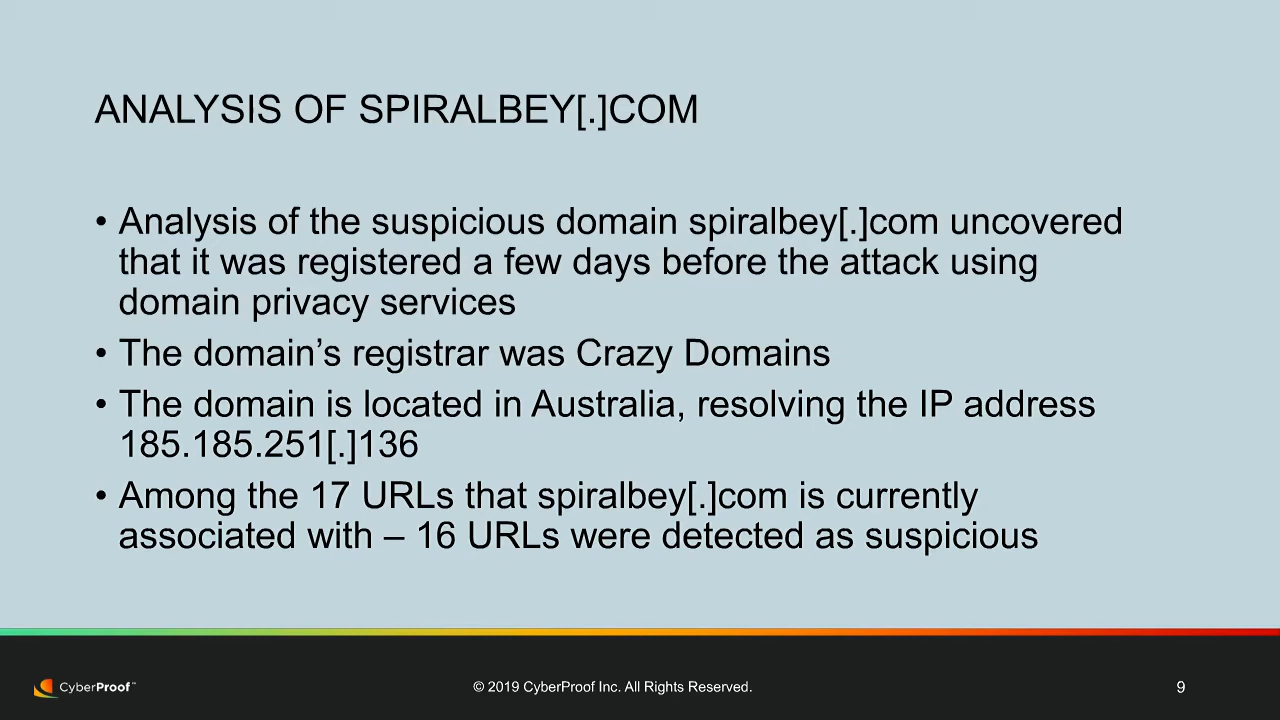 ANALYSIS OF SPIRALBEY[.]COM
• Analysis of the suspicious domain spiralbey[.]com uncovered
that it was registered a few days before the attack using
domain privacy services
• The domain’s registrar was Crazy Domains
• The domain is located in Australia, resolving the IP address
185.185.251[.]136
• Among the 17 URLs that spiralbey[.]com is currently
associated with – 16 URLs were detected as suspicious
CyberProof™
© 2019 CyberProof Inc. All Rights Reserved.
9